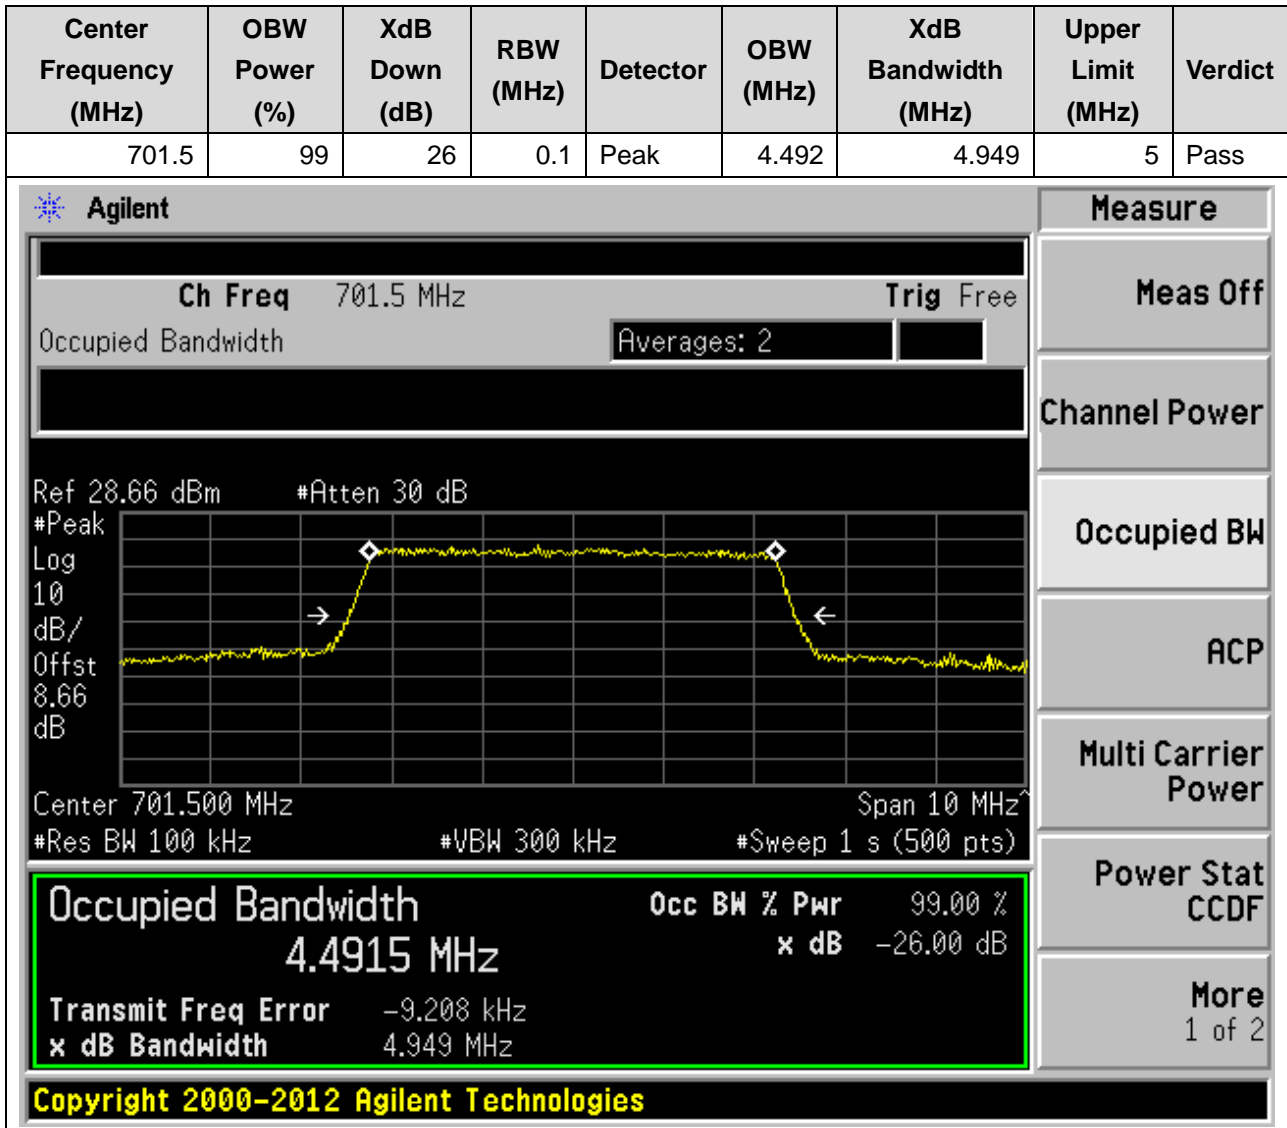 Center Frequency (MHz) OBW Power (%) XdB Down (dB) RBW (MHz) Detector OBW (MHz) XdB Bandwidth (MHz) Upper Limit (MHz) Verdict
701.5 99 26 0.1 Peak 4.492 4.949 5 Pass
Agilent
Measure
Ch Freq 701.5 MHz Trig Free
Occupied Bandwidth Averages: 2
Ref 28.66 dBm #Atten 30 dB
#Peak
Log
10
dB/
Offst
8.66
dB
Center 701.500 MHz Span 10 MHz^
#Res BW 100 kHz #VBW 300 kHz #Sweep 1 s (500 pts)
Occupied Bandwidth Occ BW % Pwr 99.00 %
4.4915 MHz x dB -26.00 dB
Transmit Freq Error -9.208 kHz
x dB Bandwidth 4.949 MHz
Meas Off
Channel Power
Occupied BW
ACP
Multi Carrier
Power
Power Stat
CCDF
More
1 of 2
Copyright 2000-2012 Agilent Technologies